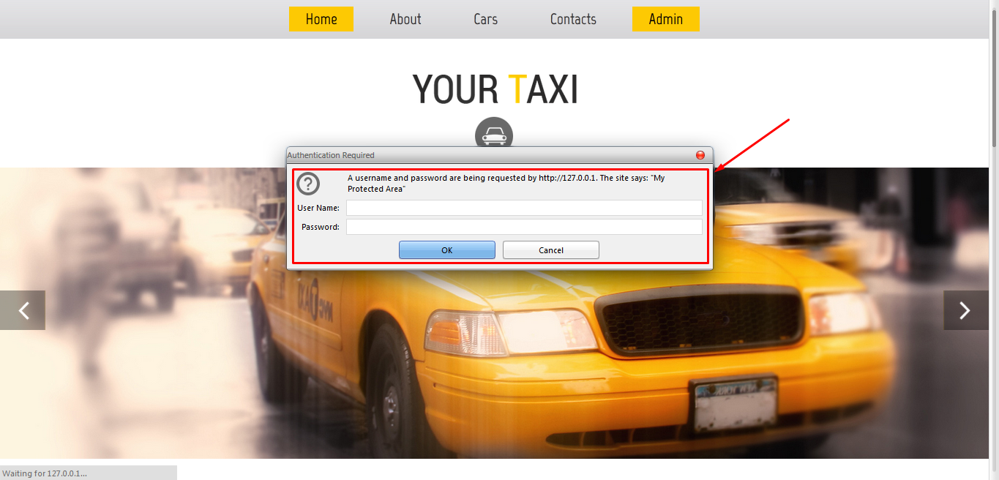 Home About Cars Contacts Admin
YOUR TAXI
Authentication Required
A username and password are being requested by http://127.0.0.1. The site says: "My
Protected Area"
User Name:
Password:
OK Cancel
Waiting for 127.0.0.1...